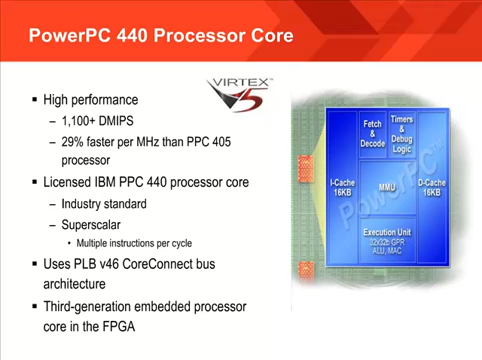 PowerPC 440 Processor Core
VIRTEX
5
▪ High performance
– 1,100+ DMIPS
– 29% faster per MHz than PPC 405
processor
▪ Licensed IBM PPC 440 processor core
– Industry standard
– Superscalar
• Multiple instructions per cycle
▪ Uses PLB v46 CoreConnect bus
architecture
▪ Third-generation embedded processor
core in the FPGA
Fetch
&
Decode
Timers
&
Debug
Logic
I-Cache
16KB
MMU
D-Cache
16KB
PowerPC
Execution Unit
32x32b GPR
ALU, MAC